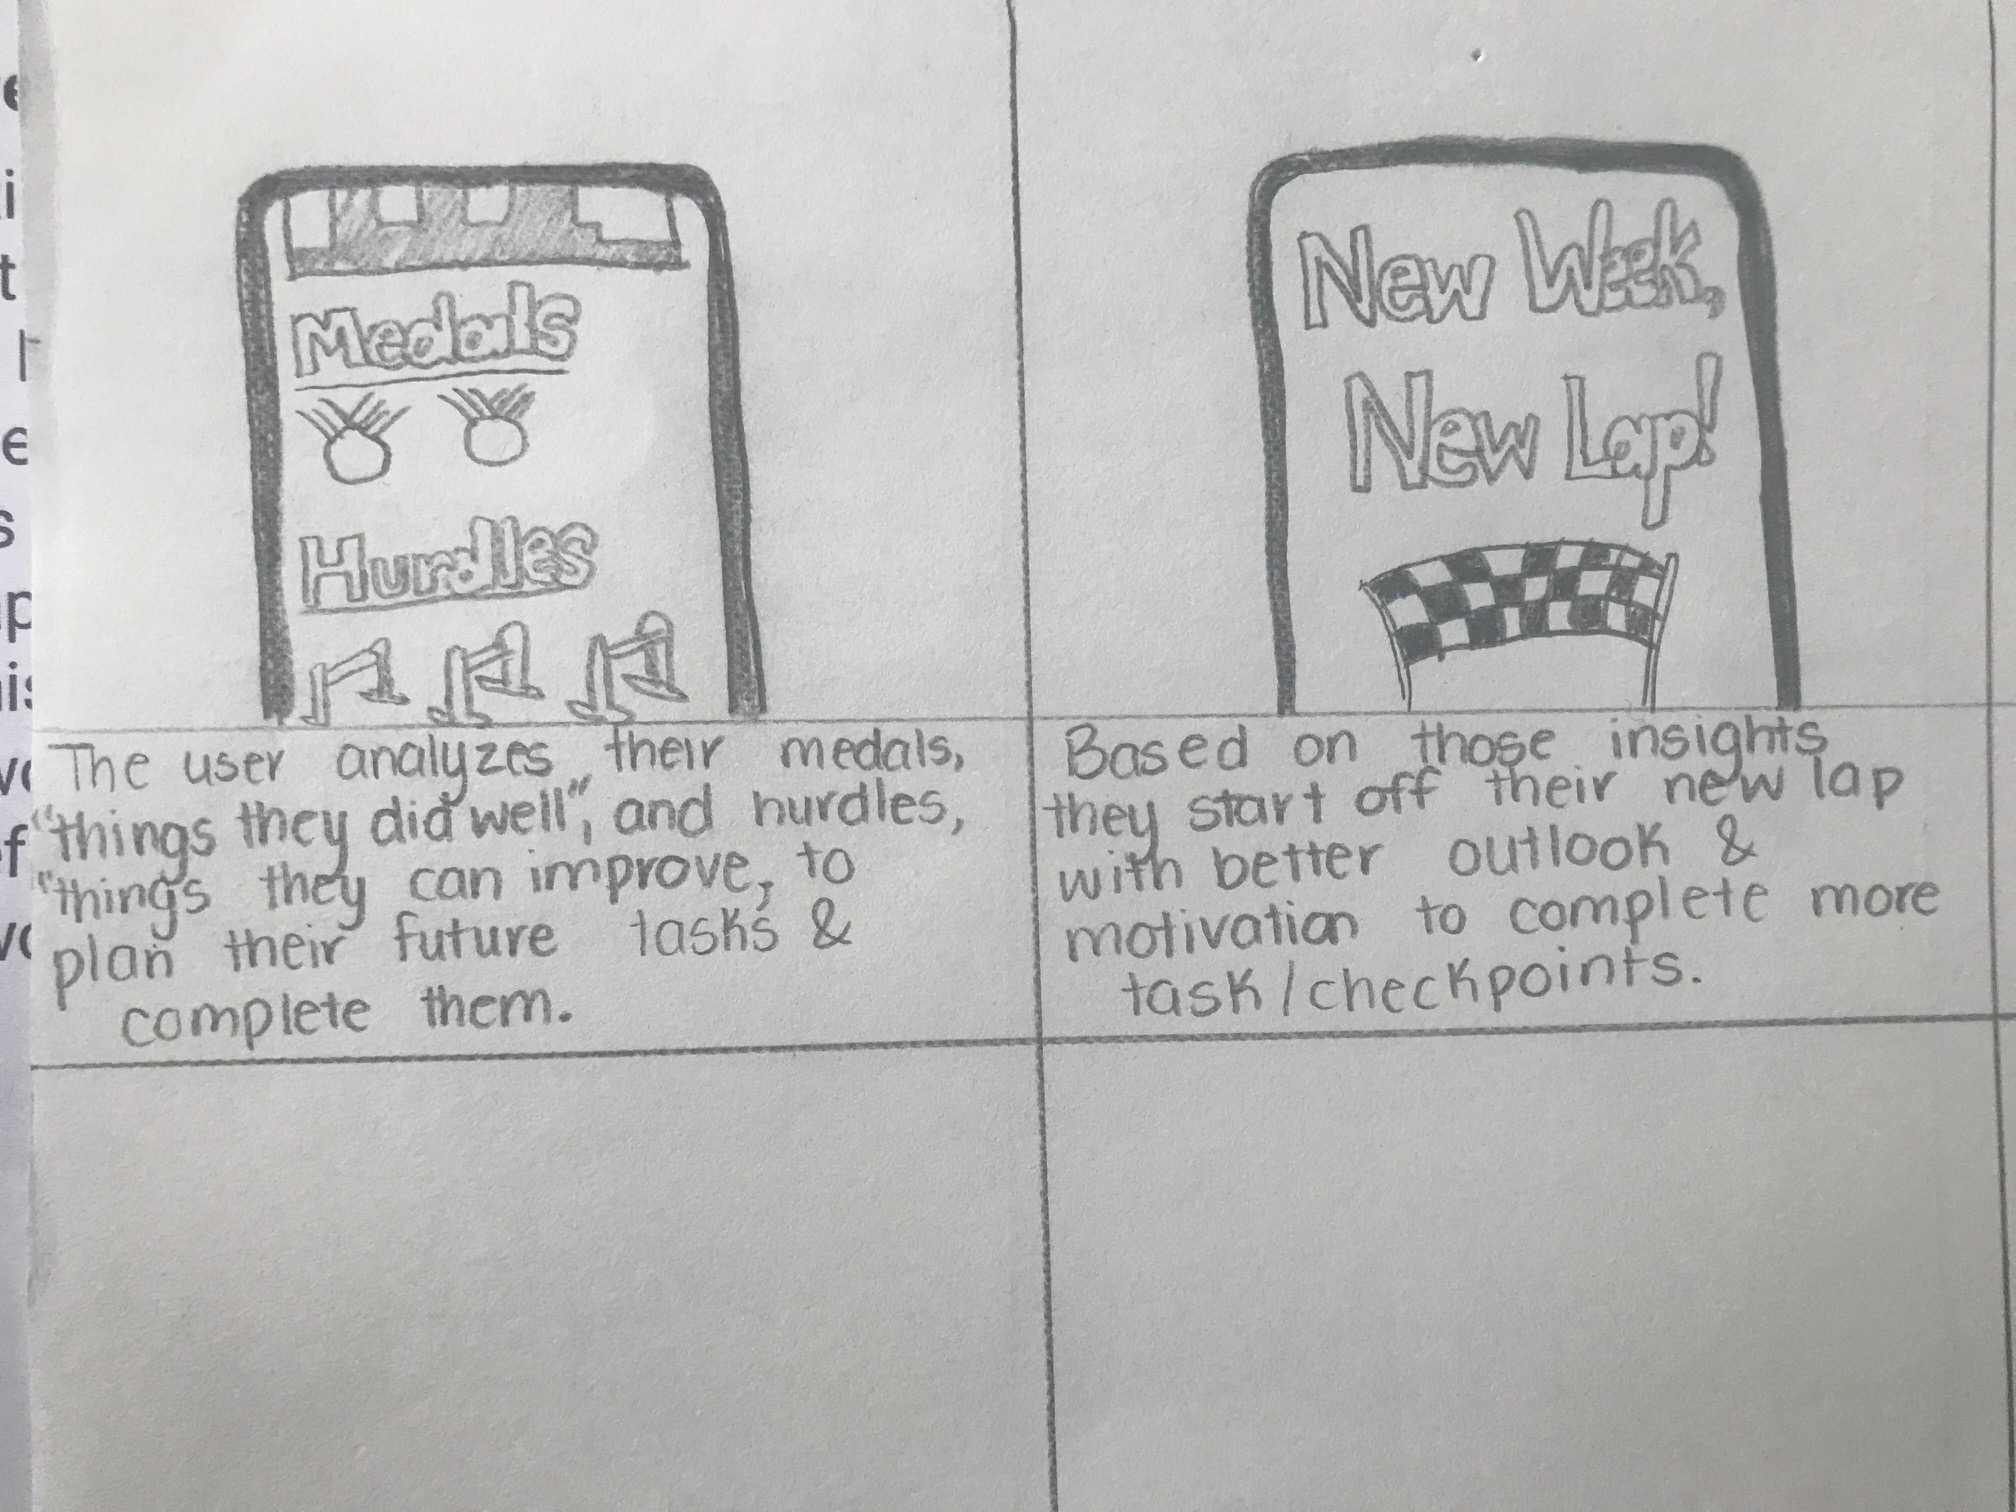 Medals
Hurdles
The user analyzes their medals,
"things they did well", and hurdles,
"things they can improve, to
plan their future tasks &
complete them.
New Week,
New Lap!
Based on those insights
they start off their new lap
with better outlook &
motivation to complete more
task/checkpoints.